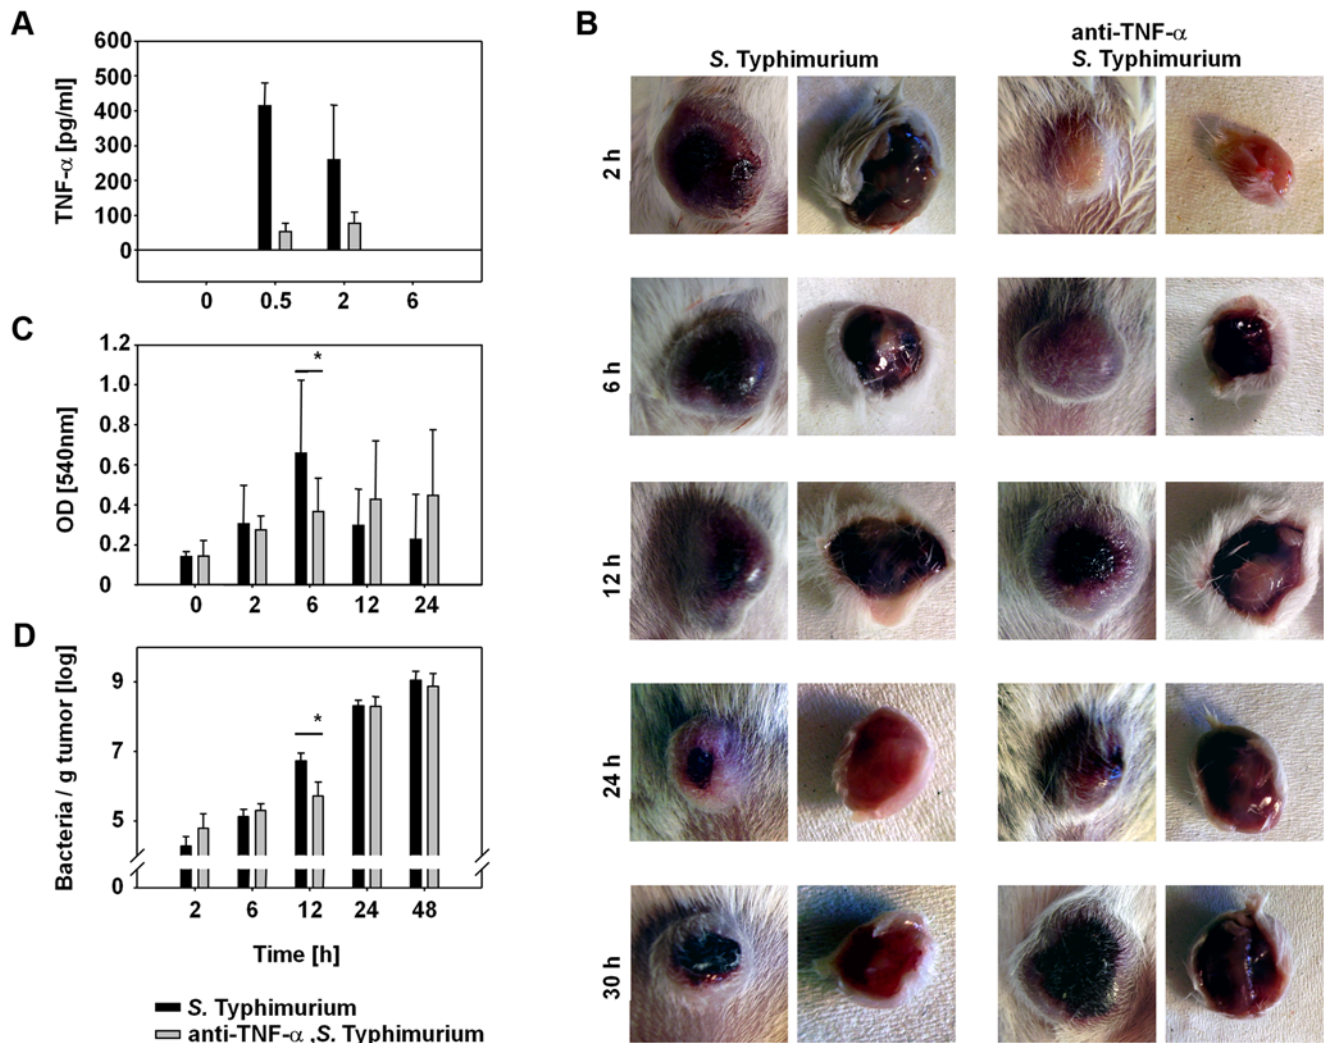 A
600
500
400
300
200
100
0
TNF-α [pg/ml]
0 0.5 2 6
B
S. Typhimurium
anti-TNF-α
S. Typhimurium
2 h
6 h
12 h
24 h
30 h
C
1.2
1.0
0.8
0.6
0.4
0.2
0
OD [540nm]
*
0 2 6 12 24
D
9
7
5
0
Bacteria / g tumor [log]
*
2 6 12 24 48
Time [h]
S. Typhimurium
anti-TNF-α ,S. Typhimurium